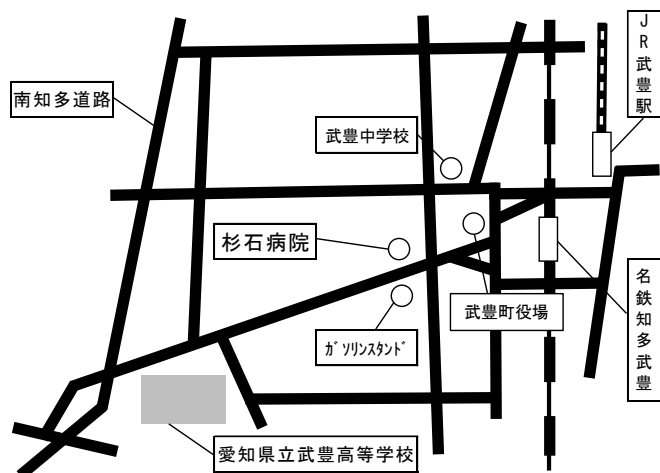 JR武豊駅
南知多道路
武豊中学校
杉石病院
武豊町役場
名鉄知多武豊
ｶﾞｿﾘﾝｽﾀﾝﾄﾞ
愛知県立武豊高等学校